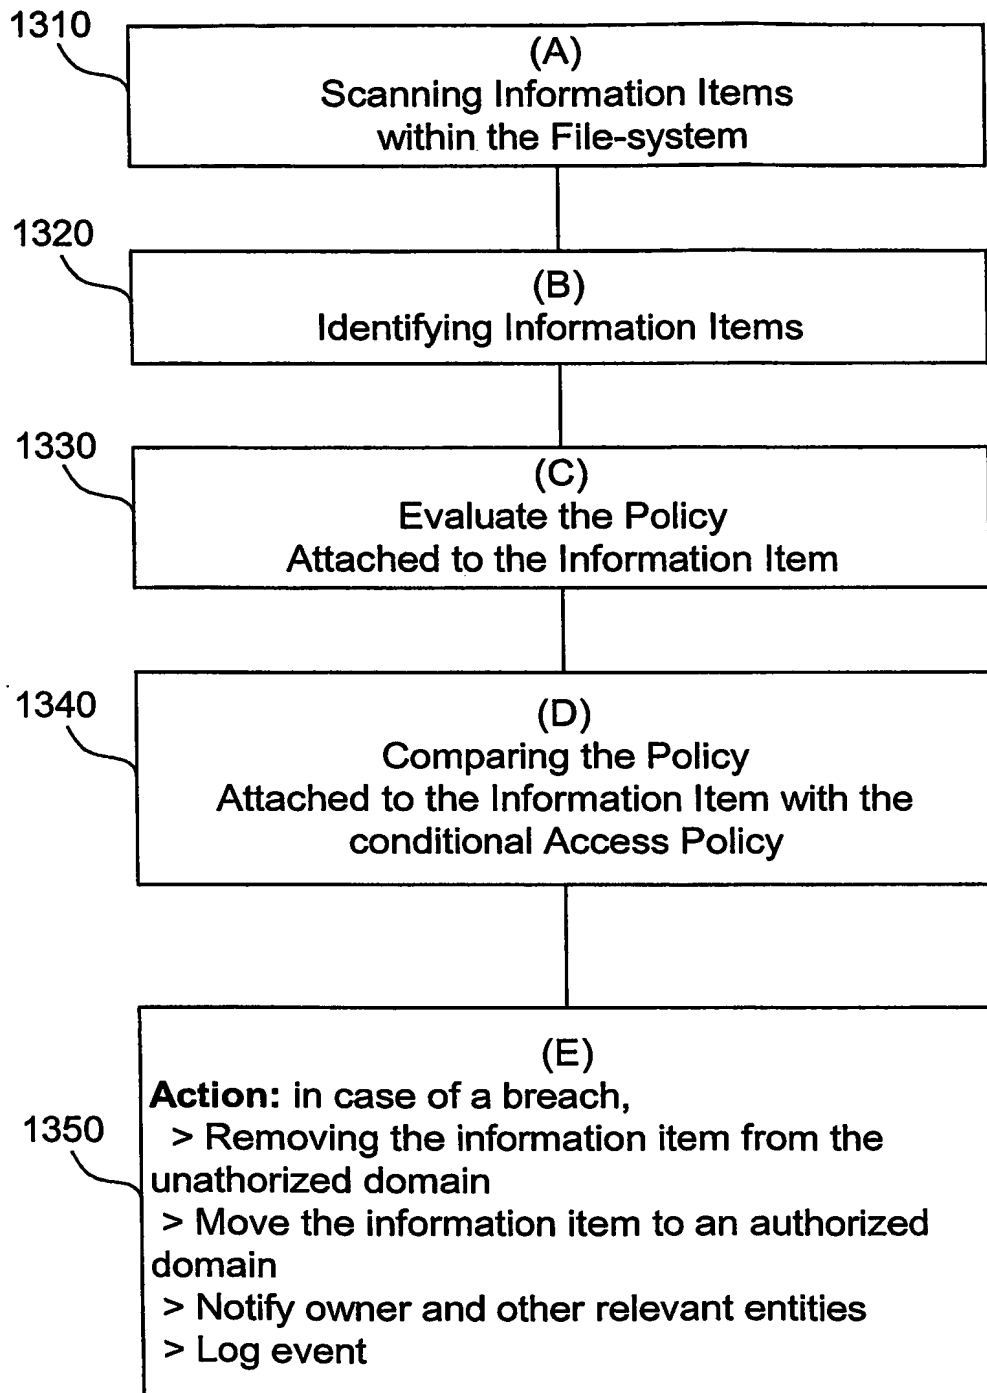 1310
(A)
Scanning Information Items
within the File-system
1320
(B)
Identifying Information Items
1330
(C)
Evaluate the Policy
Attached to the Information Item
1340
(D)
Comparing the Policy
Attached to the Information Item with the
conditional Access Policy
1350
(E)
Action: in case of a breach,
> Removing the information item from the
unathorized domain
> Move the information item to an authorized
domain
> Notify owner and other relevant entities
> Log event